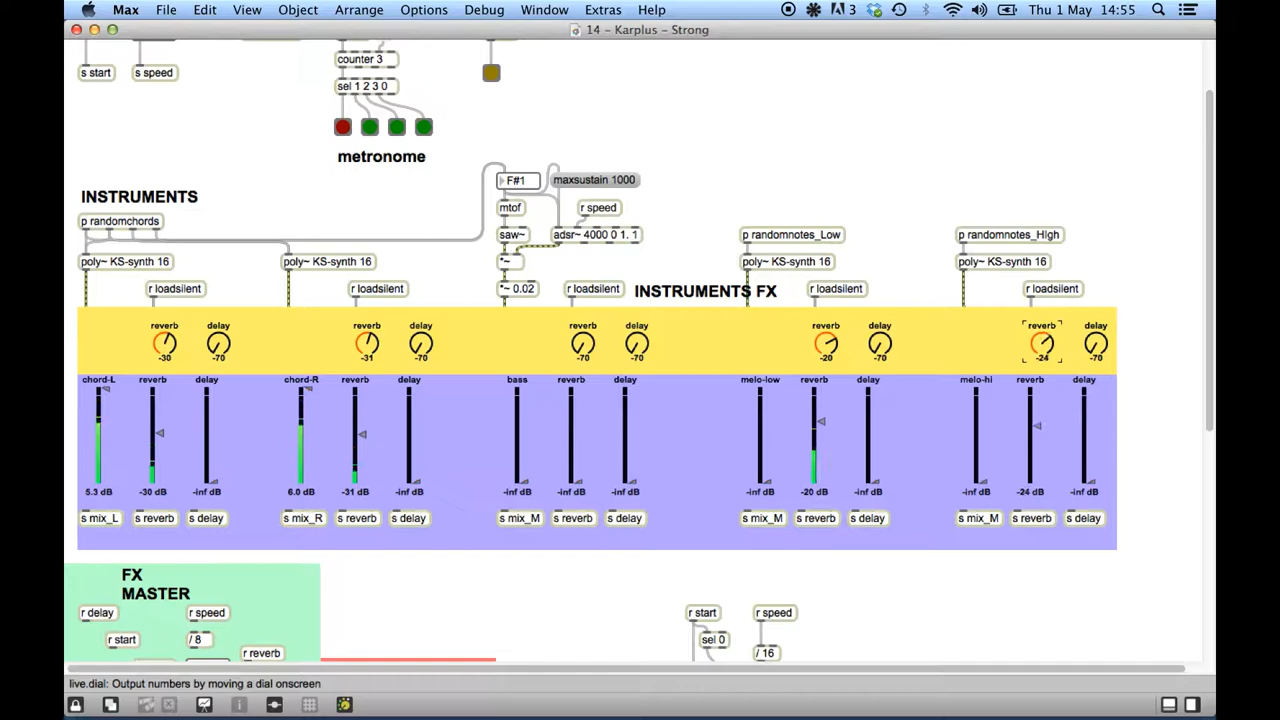 Max File Edit View Object Arrange Options Debug Window Extras Help 3 Thu 1 May 14:55
14 – Karplus – Strong
s start s speed
counter 3
sel 1 2 3 0
metronome
INSTRUMENTS
F#1 maxsustain 1000
p randomchords
mtof r speed
saw~ adsr~ 4000 0 1. 1 p randomnotes_Low p randomnotes_HIgh
poly~ KS-synth 16 poly~ KS-synth 16 *~ poly~ KS-synth 16 poly~ KS-synth 16
r loadsilent r loadsilent *~ 0.02 r loadsilent INSTRUMENTS FX r loadsilent r loadsilent
reverb delay reverb delay reverb delay reverb delay reverb delay
-30 -70 -31 -70 -70 -70 -20 -70 -24 -70
chord-L reverb delay chord-R reverb delay bass reverb delay melo-low reverb delay melo-hi reverb delay
5.3 dB -30 dB -inf dB 6.0 dB -31 dB -inf dB -inf dB -inf dB -inf dB -inf dB -20 dB -inf dB -inf dB -24 dB -inf dB
s mix_L s reverb s delay s mix_R s reverb s delay s mix_M s reverb s delay s mix_M s reverb s delay s mix_M s reverb s delay
FX
MASTER
r delay r speed r start r speed
r start / 8 sel 0
r reverb / 16
live.dial: Output numbers by moving a dial onscreen